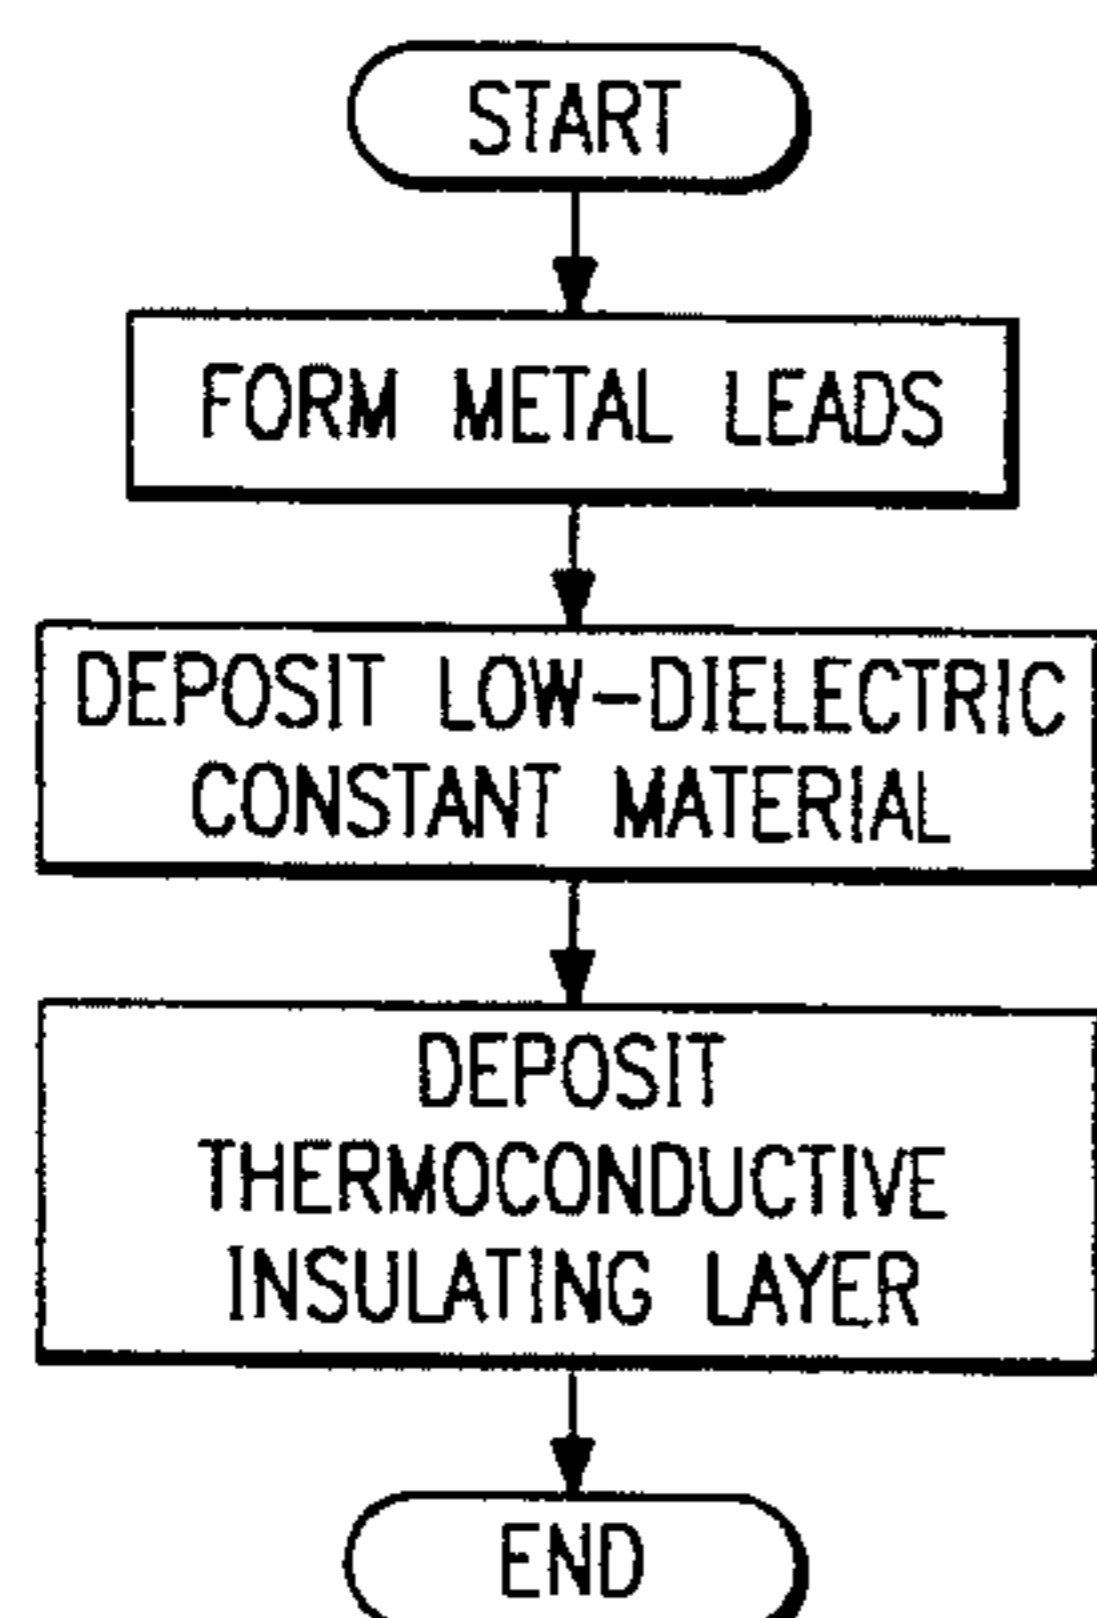 START
FORM METAL LEADS
DEPOSIT LOW-DIELECTRIC
CONSTANT MATERIAL
DEPOSIT
THERMOCONDUCTIVE
INSULATING LAYER
END